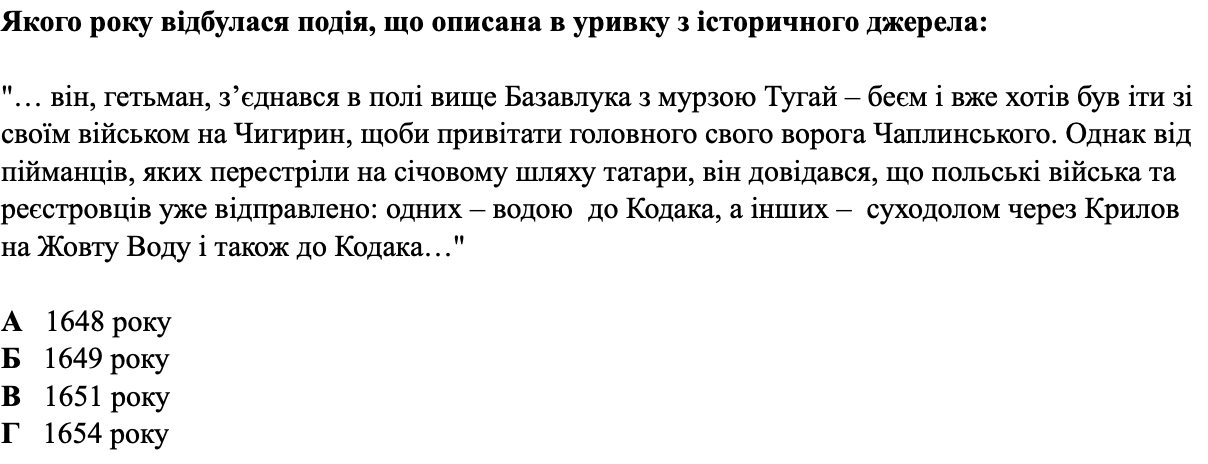 Якого року відбулася подія, що описана в уривку з історичного джерела:
"… він, гетьман, з’єднався в полі вище Базавлука з мурзою Тугай – беєм і вже хотів був іти зі
своїм військом на Чигирин, щоби привітати головного свого ворога Чаплинського. Однак від
пійманців, яких перестріли на січовому шляху татари, він довідався, що польські війська та
реєстровців уже відправлено: одних – водою  до Кодака, а інших –  суходолом через Крилов
на Жовту Воду і також до Кодака…"
А   1648 року
Б   1649 року
В   1651 року
Г   1654 року